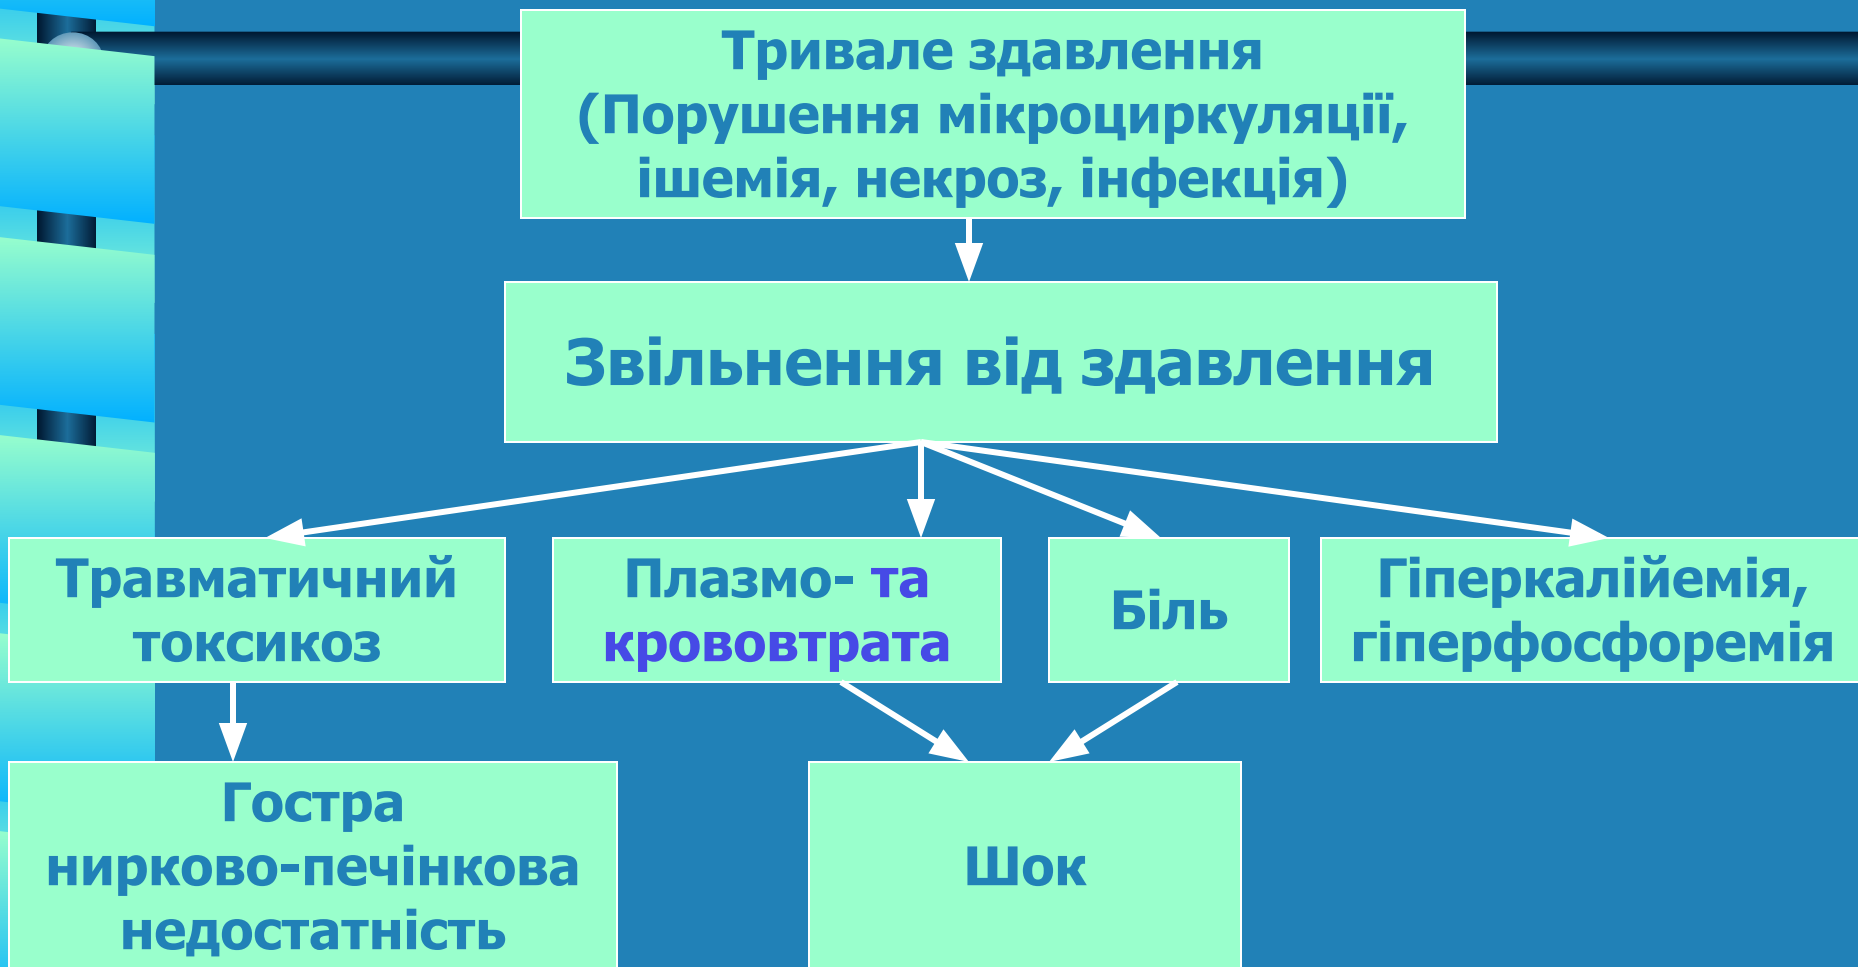 Тривале здавлення
(Порушення мікроциркуляції,
ішемія, некроз, інфекція)
Звільнення від здавлення
Травматичний
токсикоз
Плазмо- та
крововтрата
Біль
Гіперкалійемія,
гіперфосфоремія
Гостра
нирково-печінкова
недостатність
Шок